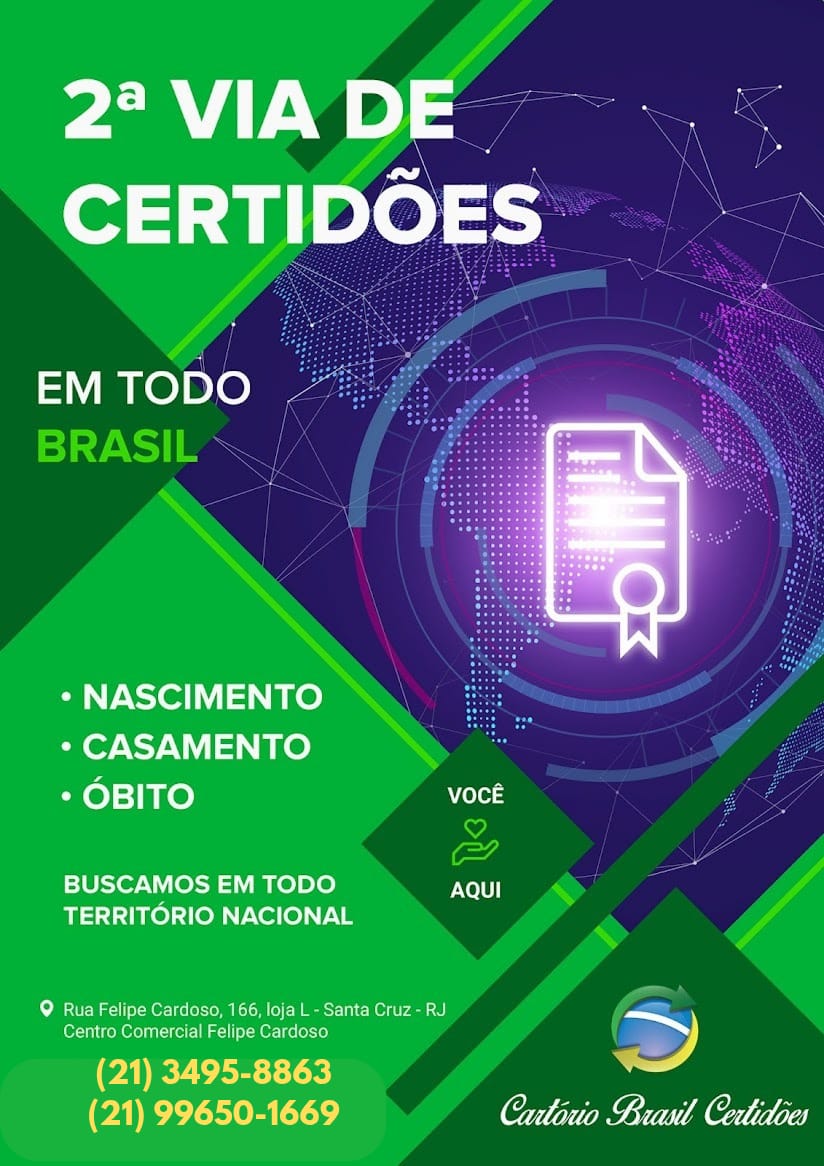 2ª VIA DE
CERTIDÕES
EM TODO
BRASIL
• NASCIMENTO
• CASAMENTO
• ÓBITO
VOCÊ
AQUI
BUSCAMOS EM TODO
TERRITÓRIO NACIONAL
Rua Felipe Cardoso, 166, loja L - Santa Cruz - RJ
Centro Comercial Felipe Cardoso
(21) 3495-8863
(21) 99650-1669
Cartório Brasil Certidões